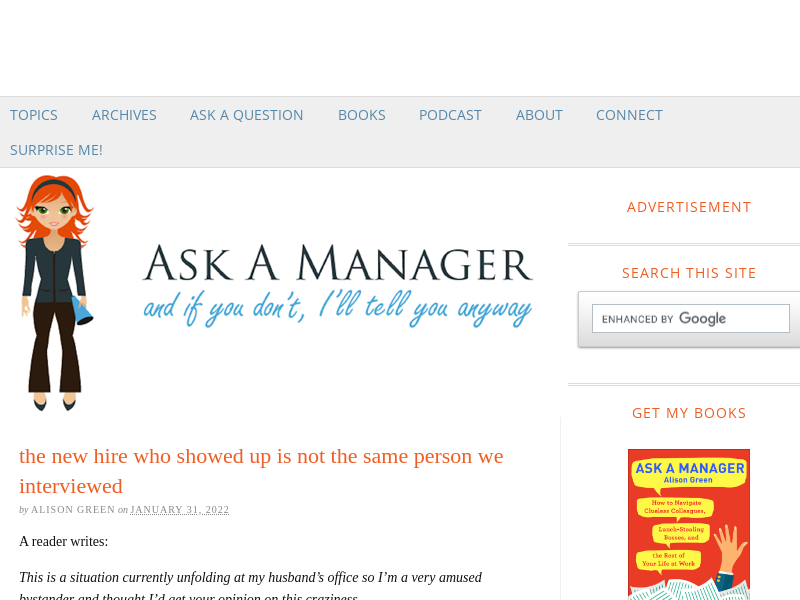 TOPICS ARCHIVES ASK A QUESTION BOOKS PODCAST ABOUT CONNECT
SURPRISE ME!
ASK A MANAGER
and if you don't, I'll tell you anyway
the new hire who showed up is not the same person we
interviewed
by ALISON GREEN on JANUARY 31, 2022
A reader writes:
This is a situation currently unfolding at my husband’s office so I’m a very amused
bystander and thought I’d get your opinion on this craziness.
ADVERTISEMENT
SEARCH THIS SITE
ENHANCED BY Google
GET MY BOOKS
ASK A MANAGER
Alison Green
How to Navigate
Clueless Colleagues,
Lunch-Stealing
Bosses, and
the Rest of
Your Life at Work